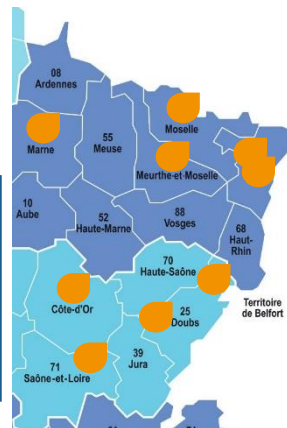 08
Ardennes
Moselle
Marne
55
Meuse
Meurthe-et-Moselle
10
Aube
52
Haute-Marne
88
Vosges
68
Haut-
Rhin
70
Haute-Saône
Territoire
de Belfort
Côte-d'Or
25
Doubs
39
Jura
71
Saône-et-Loire